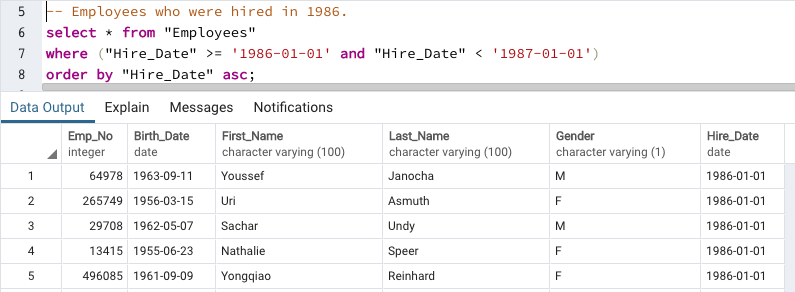 5 -- Employees who were hired in 1986.
6 select * from "Employees"
7 where ("Hire_Date" >= '1986-01-01' and "Hire_Date" < '1987-01-01')
8 order by "Hire_Date" asc;
Data Output Explain Messages Notifications
Emp_No Birth_Date First_Name Last_Name Gender Hire_Date
integer date character varying (100) character varying (100) character varying (1) date
1 64978 1963-09-11 Youssef Janocha M 1986-01-01
2 265749 1956-03-15 Uri Asmuth F 1986-01-01
3 29708 1962-05-07 Sachar Undy M 1986-01-01
4 13415 1955-06-23 Nathalie Speer F 1986-01-01
5 496085 1961-09-09 Yongqiao Reinhard F 1986-01-01